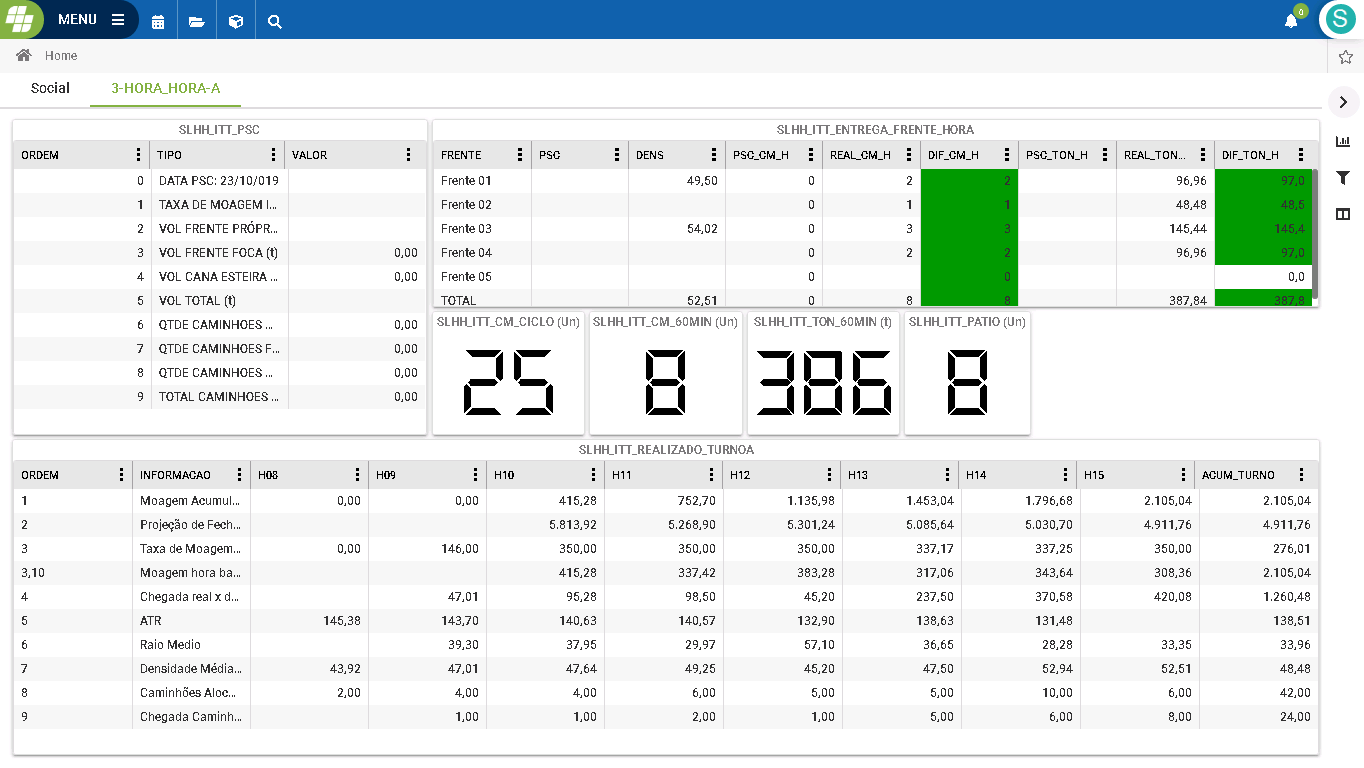 MENU
0
S
Home
Social 3-HORA_HORA-A
SLHH_ITT_PSC
ORDEM TIPO VALOR
0 DATA PSC: 23/10/019
1 TAXA DE MOAGEM I...
2 VOL FRENTE PRÓPR...
3 VOL FRENTE FOCA (t) 0,00
4 VOL CANA ESTEIRA ... 0,00
5 VOL TOTAL (t)
6 QTDE CAMINHOES ... 0,00
7 QTDE CAMINHOES F... 0,00
8 QTDE CAMINHOES ... 0,00
9 TOTAL CAMINHOES ... 0,00
SLHH_ITT_ENTREGA_FRENTE_HORA
FRENTE PSC DENS PSC_CM_H REAL_CM_H DIF_CM_H PSC_TON_H REAL_TON... DIF_TON_H
Frente 01 49,50 0 2 2 96,96 97,0
Frente 02 0 1 1 48,48 48,5
Frente 03 54,02 0 3 3 145,44 145,4
Frente 04 0 2 2 96,96 97,0
Frente 05 0 0 0,0
TOTAL 52,51 0 8 8 387,84 387,8
SLHH_ITT_CM_CICLO (Un) SLHH_ITT_CM_60MIN (Un) SLHH_ITT_TON_60MIN (t) SLHH_ITT_PATIO (Un)
25 8 386 8
SLHH_ITT_REALIZADO_TURNOA
ORDEM INFORMACAO H08 H09 H10 H11 H12 H13 H14 H15 ACUM_TURNO
1 Moagem Acumul... 0,00 0,00 415,28 752,70 1.135,98 1.453,04 1.796,68 2.105,04 2.105,04
2 Projeção de Fech... 5.813,92 5.268,90 5.301,24 5.085,64 5.030,70 4.911,76 4.911,76
3 Taxa de Moagem... 0,00 146,00 350,00 350,00 350,00 337,17 337,25 350,00 276,01
3,10 Moagem hora ba... 415,28 337,42 383,28 317,06 343,64 308,36 2.105,04
4 Chegada real x d... 47,01 95,28 98,50 45,20 237,50 370,58 420,08 1.260,48
5 ATR 145,38 143,70 140,63 140,57 132,90 138,63 131,48 138,51
6 Raio Medio 39,30 37,95 29,97 57,10 36,65 28,28 33,35 33,96
7 Densidade Média... 43,92 47,01 47,64 49,25 45,20 47,50 52,94 52,51 48,48
8 Caminhões Aloc... 2,00 4,00 4,00 6,00 5,00 5,00 10,00 6,00 42,00
9 Chegada Caminh... 1,00 1,00 2,00 1,00 5,00 6,00 8,00 24,00